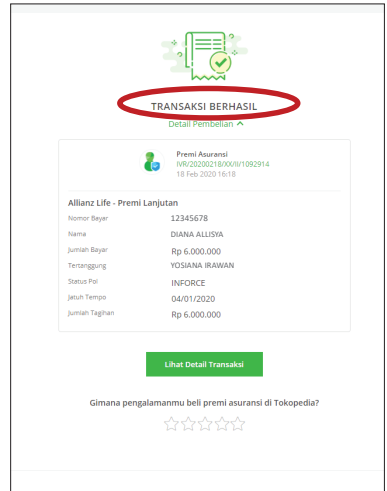 TRANSAKSI BERHASIL
Detail Pembelian
Premi Asuransi
IVR/20200218/XX/II/1092914
18 Feb 2020 16:18
Allianz Life - Premi Lanjutan
Nomor Bayar 12345678
Nama DIANA ALLISYA
Jumlah Bayar Rp 6.000.000
Tertanggung YOSIANA IRAWAN
Status Pol INFORCE
Jatuh Tempo 04/01/2020
Jumlah Tagihan Rp 6.000.000
Lihat Detail Transaksi
Gimana pengalamanmu beli premi asuransi di Tokopedia?